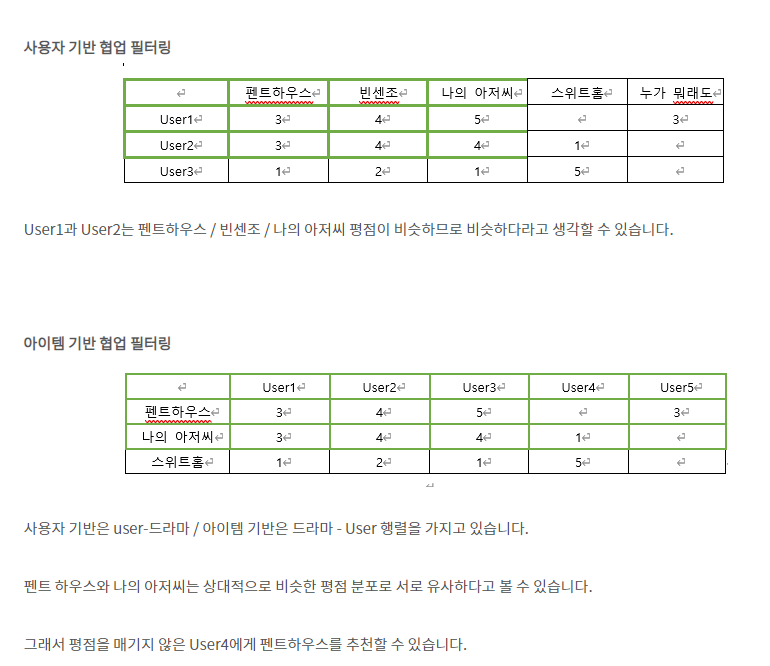 사용자 기반 협업 필터링
펜트하우스 빈센조 나의 아저씨 스위트홈 누가 뭐래도
User1 3 4 5 3
User2 3 4 4 1
User3 1 2 1 5
User1과 User2는 펜트하우스 / 빈센조 / 나의 아저씨 평점이 비슷하므로 비슷하다라고 생각할 수 있습니다.
아이템 기반 협업 필터링
User1 User2 User3 User4 User5
펜트하우스 3 4 5 3
나의 아저씨 3 4 4 1
스위트홈 1 2 1 5
사용자 기반은 user-드라마 / 아이템 기반은 드라마 - User 행렬을 가지고 있습니다.
펜트 하우스와 나의 아저씨는 상대적으로 비슷한 평점 분포로 서로 유사하다고 볼 수 있습니다.
그래서 평점을 매기지 않은 User4에게 펜트하우스를 추천할 수 있습니다.